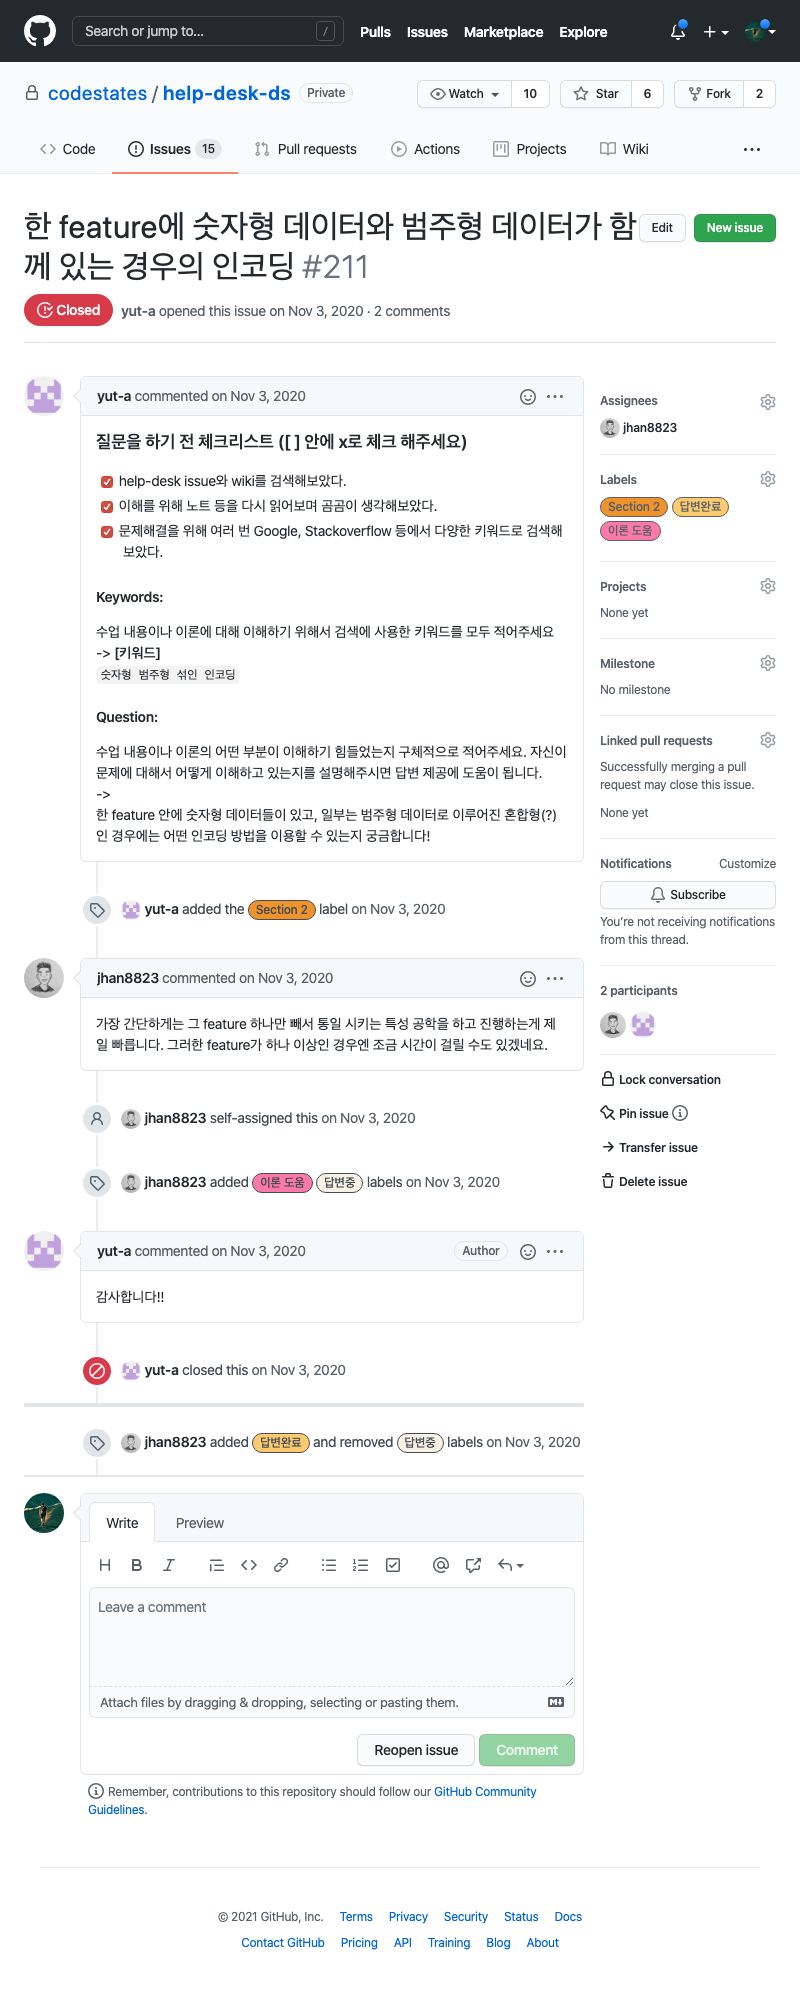 Search or jump to... /
Pulls Issues Marketplace Explore
codestates / help-desk-ds Private
Watch 10 Star 6 Fork 2
Code Issues 15 Pull requests Actions Projects Wiki ...
한 feature에 숫자형 데이터와 범주형 데이터가 함
께 있는 경우의 인코딩 #211
Edit New issue
Closed yut-a opened this issue on Nov 3, 2020 · 2 comments
yut-a commented on Nov 3, 2020
질문을 하기 전 체크리스트 ([ ] 안에 x로 체크 해주세요)
help-desk issue와 wiki를 검색해보았다.
이해를 위해 노트 등을 다시 읽어보며 곰곰이 생각해보았다.
문제해결을 위해 여러 번 Google, Stackoverflow 등에서 다양한 키워드로 검색해
보았다.
Keywords:
수업 내용이나 이론에 대해 이해하기 위해서 검색에 사용한 키워드를 모두 적어주세요
-> [키워드]
숫자형 범주형 섞인 인코딩
Question:
수업 내용이나 이론의 어떤 부분이 이해하기 힘들었는지 구체적으로 적어주세요. 자신이
문제에 대해서 어떻게 이해하고 있는지를 설명해주시면 답변 제공에 도움이 됩니다.
->
한 feature 안에 숫자형 데이터들이 있고, 일부는 범주형 데이터로 이루어진 혼합형(?)
인 경우에는 어떤 인코딩 방법을 이용할 수 있는지 궁금합니다!
yut-a added the Section 2 label on Nov 3, 2020
jhan8823 commented on Nov 3, 2020
가장 간단하게는 그 feature 하나만 빼서 통일 시키는 특성 공학을 하고 진행하는게 제
일 빠릅니다. 그러한 feature가 하나 이상인 경우엔 조금 시간이 걸릴 수도 있겠네요.
jhan8823 self-assigned this on Nov 3, 2020
jhan8823 added 이론 도움 답변중 labels on Nov 3, 2020
yut-a commented on Nov 3, 2020 Author
감사합니다!!
yut-a closed this on Nov 3, 2020
jhan8823 added 답변완료 and removed 답변중 labels on Nov 3, 2020
Write Preview
H B I
Leave a comment
Attach files by dragging & dropping, selecting or pasting them.
Reopen issue Comment
Remember, contributions to this repository should follow our GitHub Community
Guidelines.
Assignees
jhan8823
Labels
Section 2 답변완료
이론 도움
Projects
None yet
Milestone
No milestone
Linked pull requests
Successfully merging a pull
request may close this issue.
None yet
Notifications Customize
Subscribe
You're not receiving notifications
from this thread.
2 participants
Lock conversation
Pin issue
Transfer issue
Delete issue
© 2021 GitHub, Inc. Terms Privacy Security Status Docs
Contact GitHub Pricing API Training Blog About